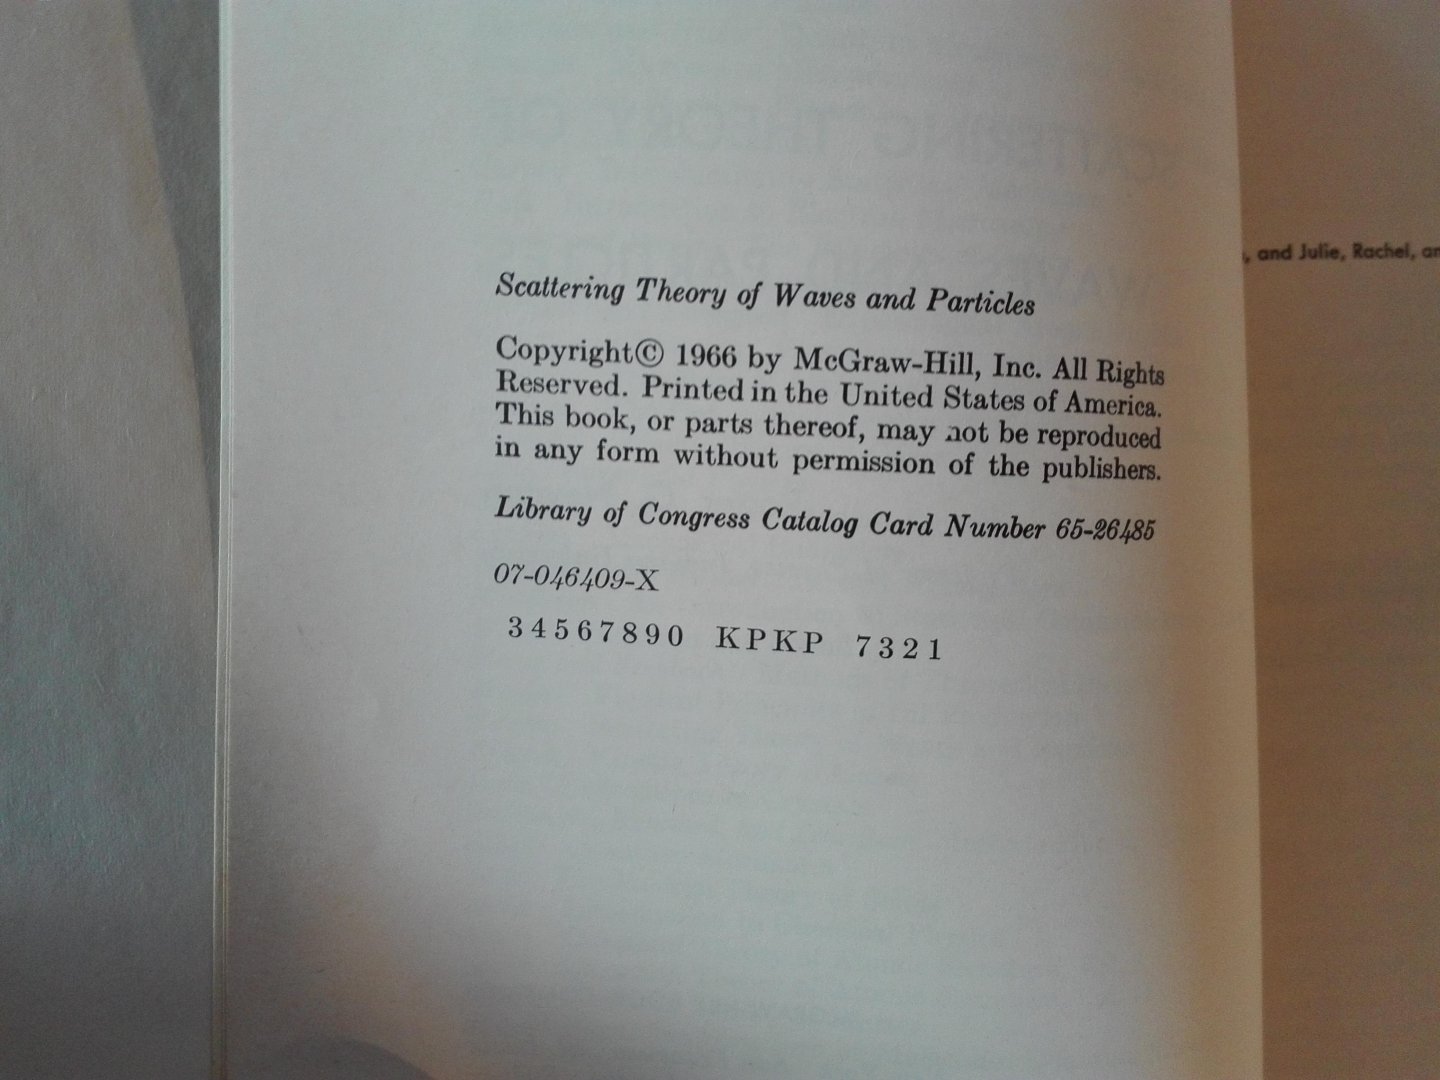 Scattering Theory of Waves and Particles
Copyright© 1966 by McGraw-Hill, Inc. All Rights
Reserved. Printed in the United States of America.
This book, or parts thereof, may not be reproduced
in any form without permission of the publishers.
Library of Congress Catalog Card Number 65-26485
07-046409-X
34567890 KPKP 7321
, and Julie, Rachel,